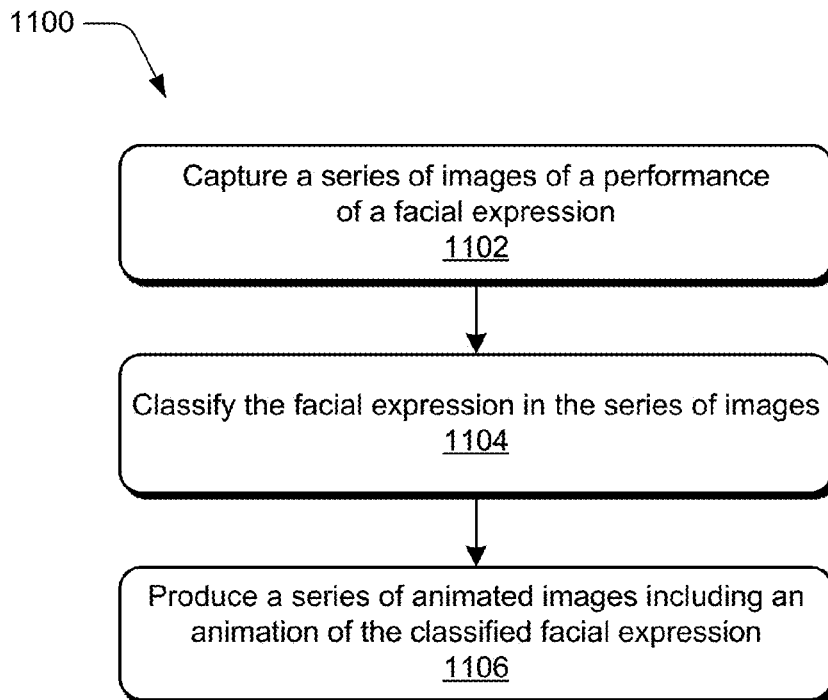 1100
Capture a series of images of a performance
of a facial expression
1102
Classify the facial expression in the series of images
1104
Produce a series of animated images including an
animation of the classified facial expression
1106